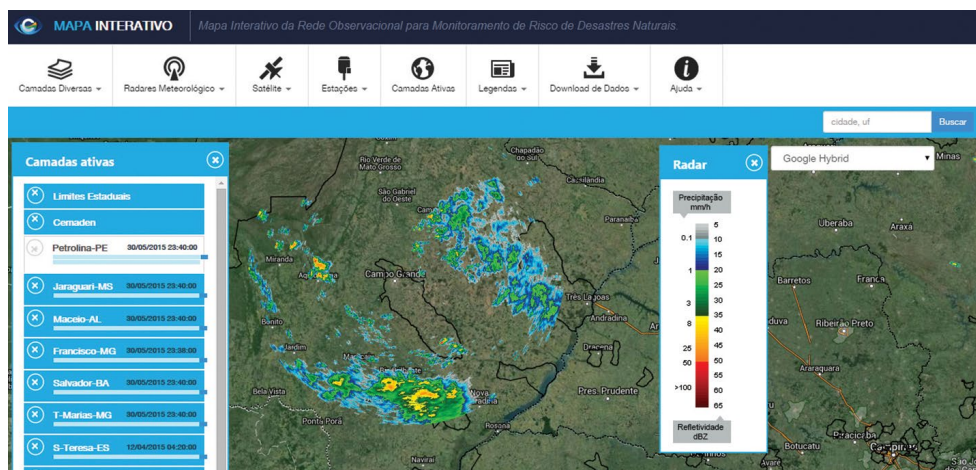 MAPA INTERATIVO
Mapa Interativo da Rede Observacional para Monitoramento de Risco de Desastres Naturais.
Camadas Diversas
Radares Meteorológico
Satélite
Estações
Camadas Ativas
Legendas
Download de Dados
Ajuda
cidade, uf
Buscar
Camadas ativas
Limites Estaduais
Cemaden
Petrolina-PE 30/05/2015 23:40:00
Jaraguari-MS 30/05/2015 23:40:00
Maceio-AL 30/05/2015 23:40:00
Francisco-MG 30/05/2015 23:38:00
Salvador-BA 30/05/2015 23:40:00
T-Marias-MG 30/05/2015 23:40:00
S-Teresa-ES 12/04/2015 04:20:00
Rio Verde de
Mato Grosso
Chapadão
do Sul
São Gabriel
do Oeste
Cassilândia
Paranaíba
Miranda
Campo Grande
Três Lagoas
Andradina
Bonito
Jardim
Dracena
Bela Vista
Nova
Pres. Prudente
Ponta Porã
Rosana
Naviraí
Radar
Precipitação
mm/h
5
0.1 10
15
1 20
25
3 30
35
8 40
25 45
50 50
55
>100 60
65
Refletividade
dBZ
Google Hybrid
Minas
Uberaba
Araxá
Barretos
Franca
Ribeirão Preto
Araraquara
Piracicaba
Botucatu
Campinas
Avaré